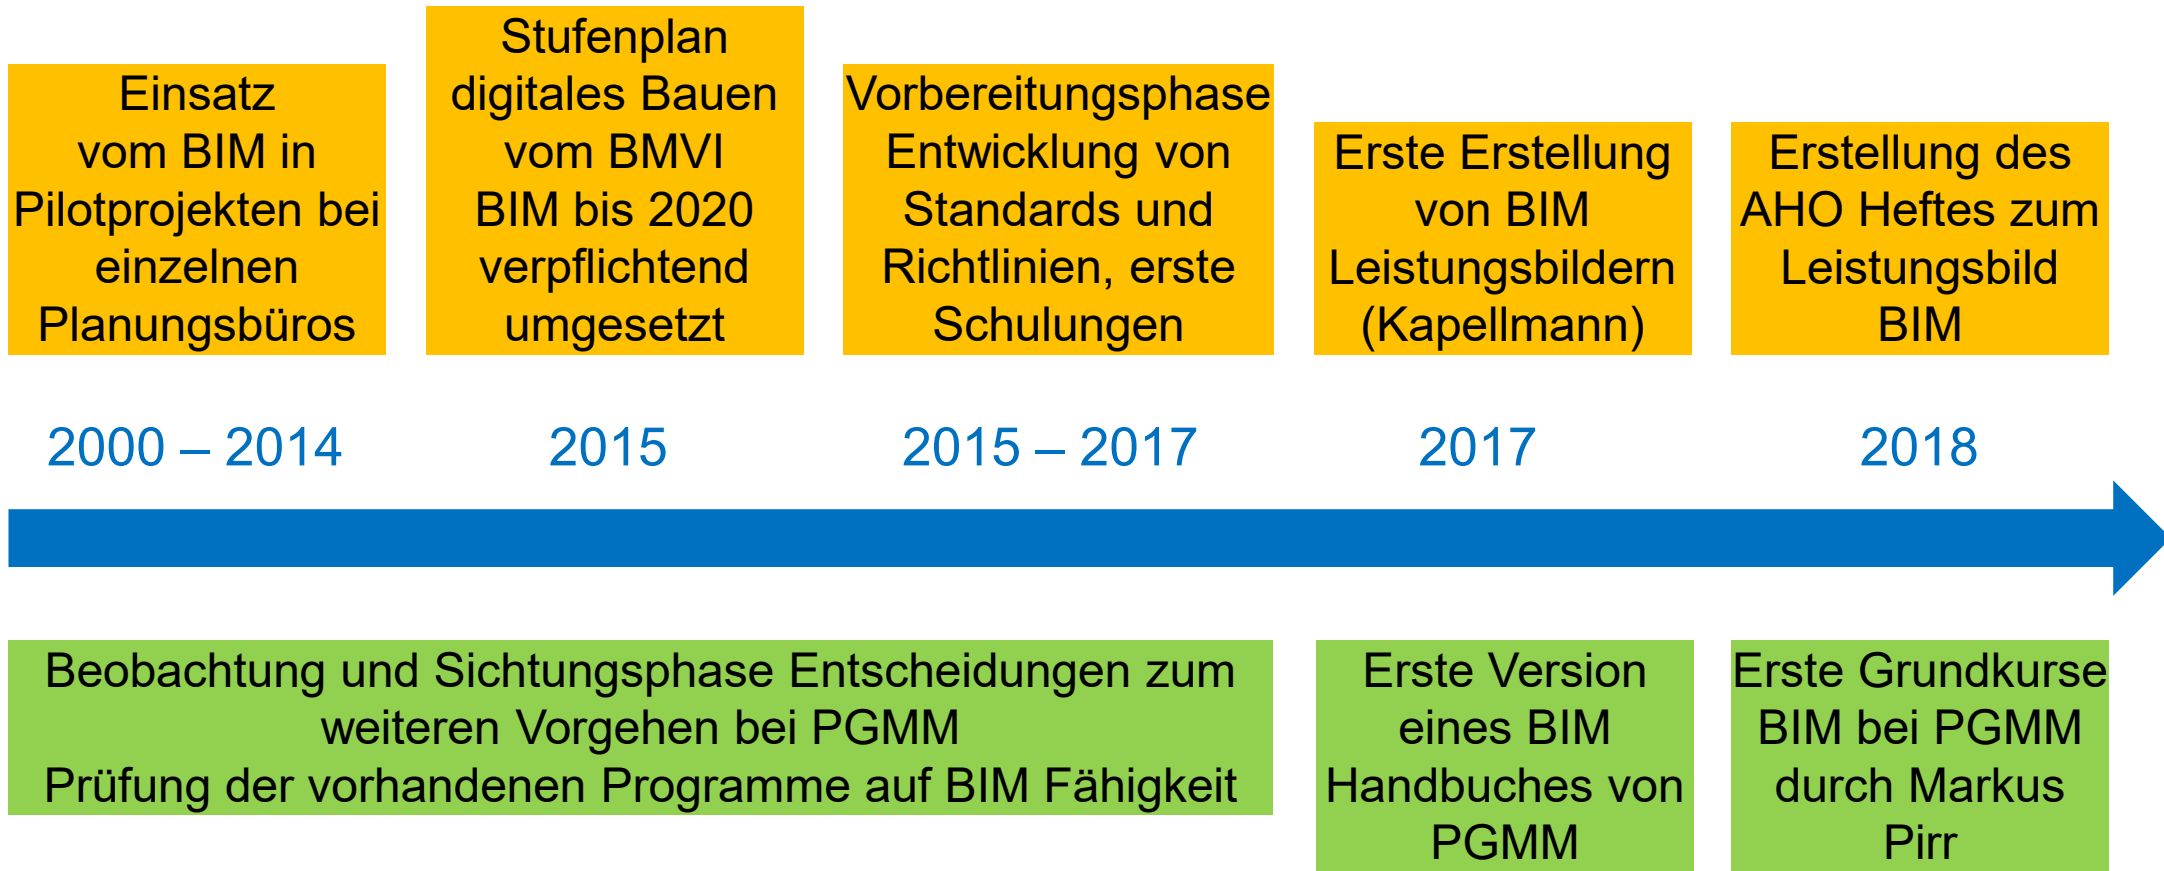 Einsatz
vom BIM in
Pilotprojekten bei
einzelnen
Planungsbüros
Stufenplan
digitales Bauen
vom BMVI
BIM bis 2020
verpflichtend
umgesetzt
Vorbereitungsphase
Entwicklung von
Standards und
Richtlinien, erste
Schulungen
Erste Erstellung
von BIM
Leistungsbildern
(Kapellmann)
Erstellung des
AHO Heftes zum
Leistungsbild
BIM
2000 – 2014
2015
2015 – 2017
2017
2018
Beobachtung und Sichtungsphase Entscheidungen zum
weiteren Vorgehen bei PGMM
Prüfung der vorhandenen Programme auf BIM Fähigkeit
Erste Version
eines BIM
Handbuches von
PGMM
Erste Grundkurse
BIM bei PGMM
durch Markus
Pirr